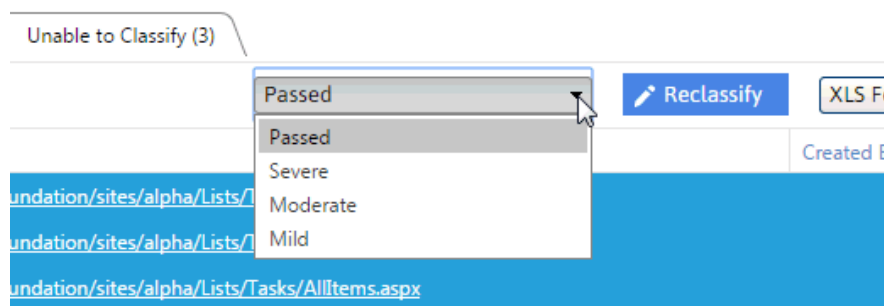 Unable to Classify (3)
Passed
Reclassify
XLS
Created
Passed
Severe
Moderate
Mild
undation/sites/alpha/Lists/
undation/sites/alpha/Lists/
undation/sites/alpha/Lists/Tasks/AllItems.aspx